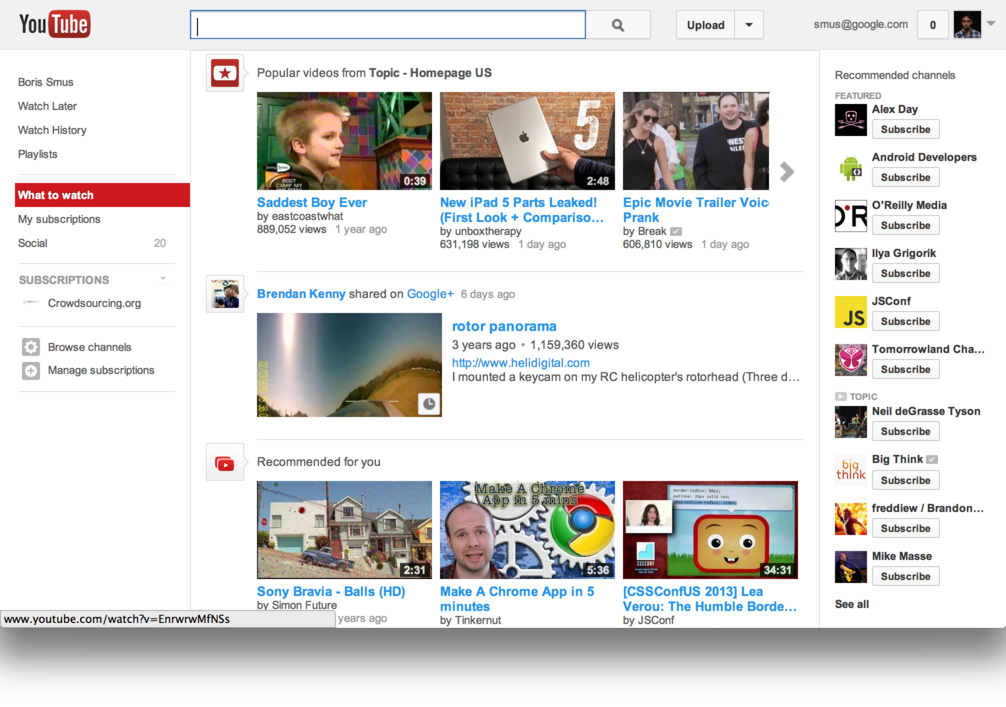 YouTube
Upload
smus@google.com
0
Boris Smus
Watch Later
Watch History
Playlists
What to watch
My subscriptions
Social 20
SUBSCRIPTIONS
Crowdsourcing.org
Browse channels
Manage subscriptions
Popular videos from Topic - Homepage US
0:39
5
2:48
Saddest Boy Ever
by eastcoastwhat
889,052 views 1 year ago
New iPad 5 Parts Leaked!
(First Look + Compariso...
by unboxtherapy
631,198 views 1 day ago
Epic Movie Trailer Voic
Prank
by Break
606,810 views 1 day ago
Brendan Kenny shared on Google+ 6 days ago
rotor panorama
3 years ago • 1,159,360 views
http://www.helidigital.com
I mounted a keycam on my RC helicopter's rotorhead (Three d...
Recommended for you
2:31
Make A Chrome
App in 5 mins
5:36
CSSCONF
34:31
Sony Bravia - Balls (HD)
by Simon Future
years ago
Make A Chrome App in 5
minutes
by Tinkernut
[CSSConfUS 2013] Lea
Verou: The Humble Borde...
by JSConf
www.youtube.com/watch?v=EnrwrwMfNSs
Recommended channels
FEATURED
Alex Day
Subscribe
Android Developers
Subscribe
O'R
O'Reilly Media
Subscribe
Ilya Grigorik
Subscribe
JS
JSConf
Subscribe
Tomorrowland Cha...
Subscribe
TOPIC
Neil deGrasse Tyson
Subscribe
big
think
Big Think
Subscribe
freddiew / Brandon...
Subscribe
Mike Masse
Subscribe
See all